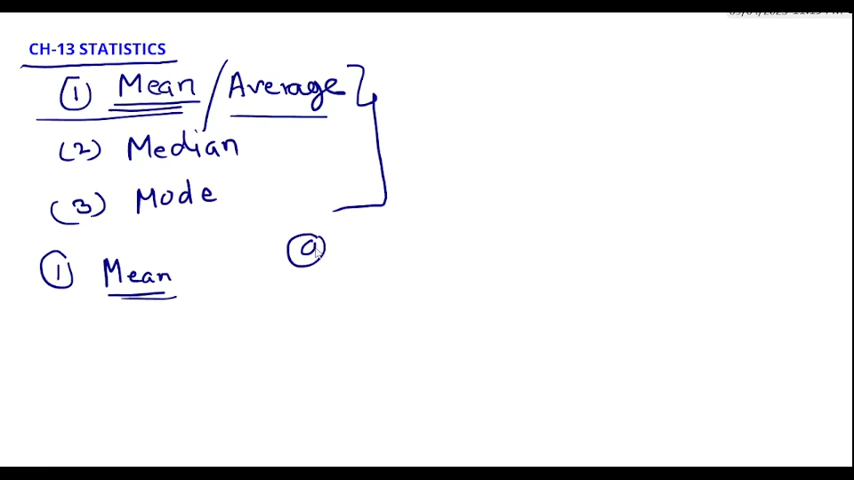 CH-13 STATISTICS
(1) Mean / Average
(2) Median
(3) Mode
(1) Mean